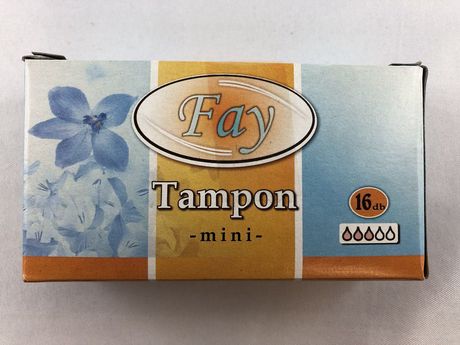 Fay
Tampon
-mini-
16db